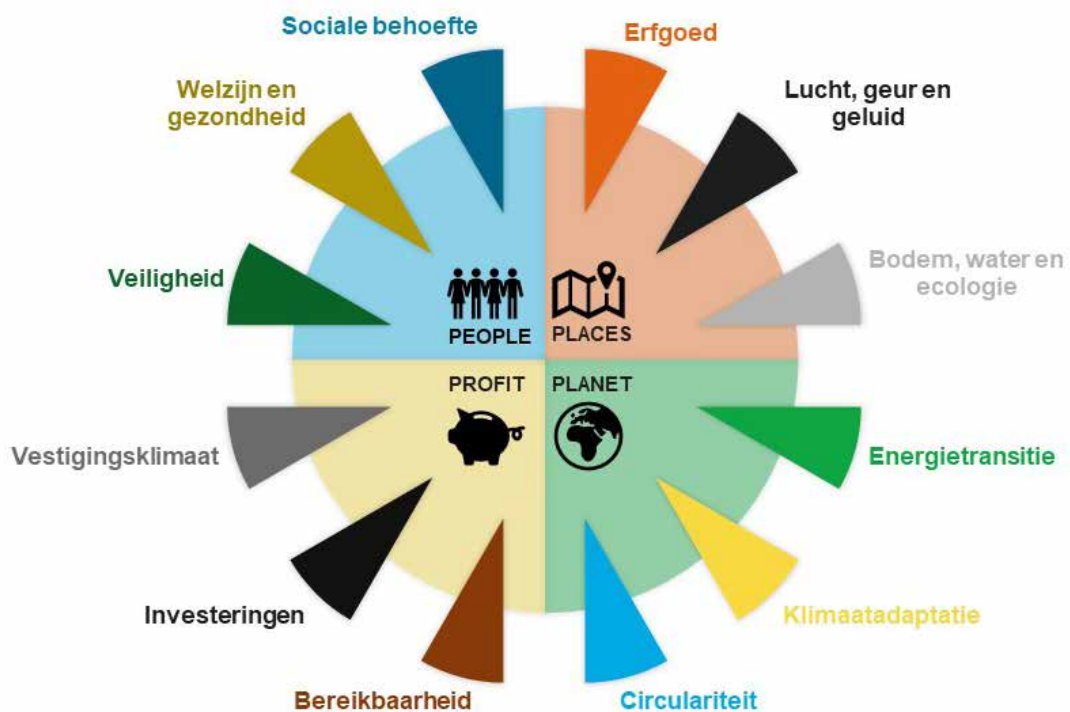 Sociale behoefte
Erfgoed
Welzijn en
gezondheid
Lucht, geur en
geluid
Veiligheid
Bodem, water en
ecologie
PEOPLE
PLACES
PROFIT
PLANET
Vestigingsklimaat
Energietransitie
Investeringen
Klimaatadaptatie
Bereikbaarheid
Circulariteit